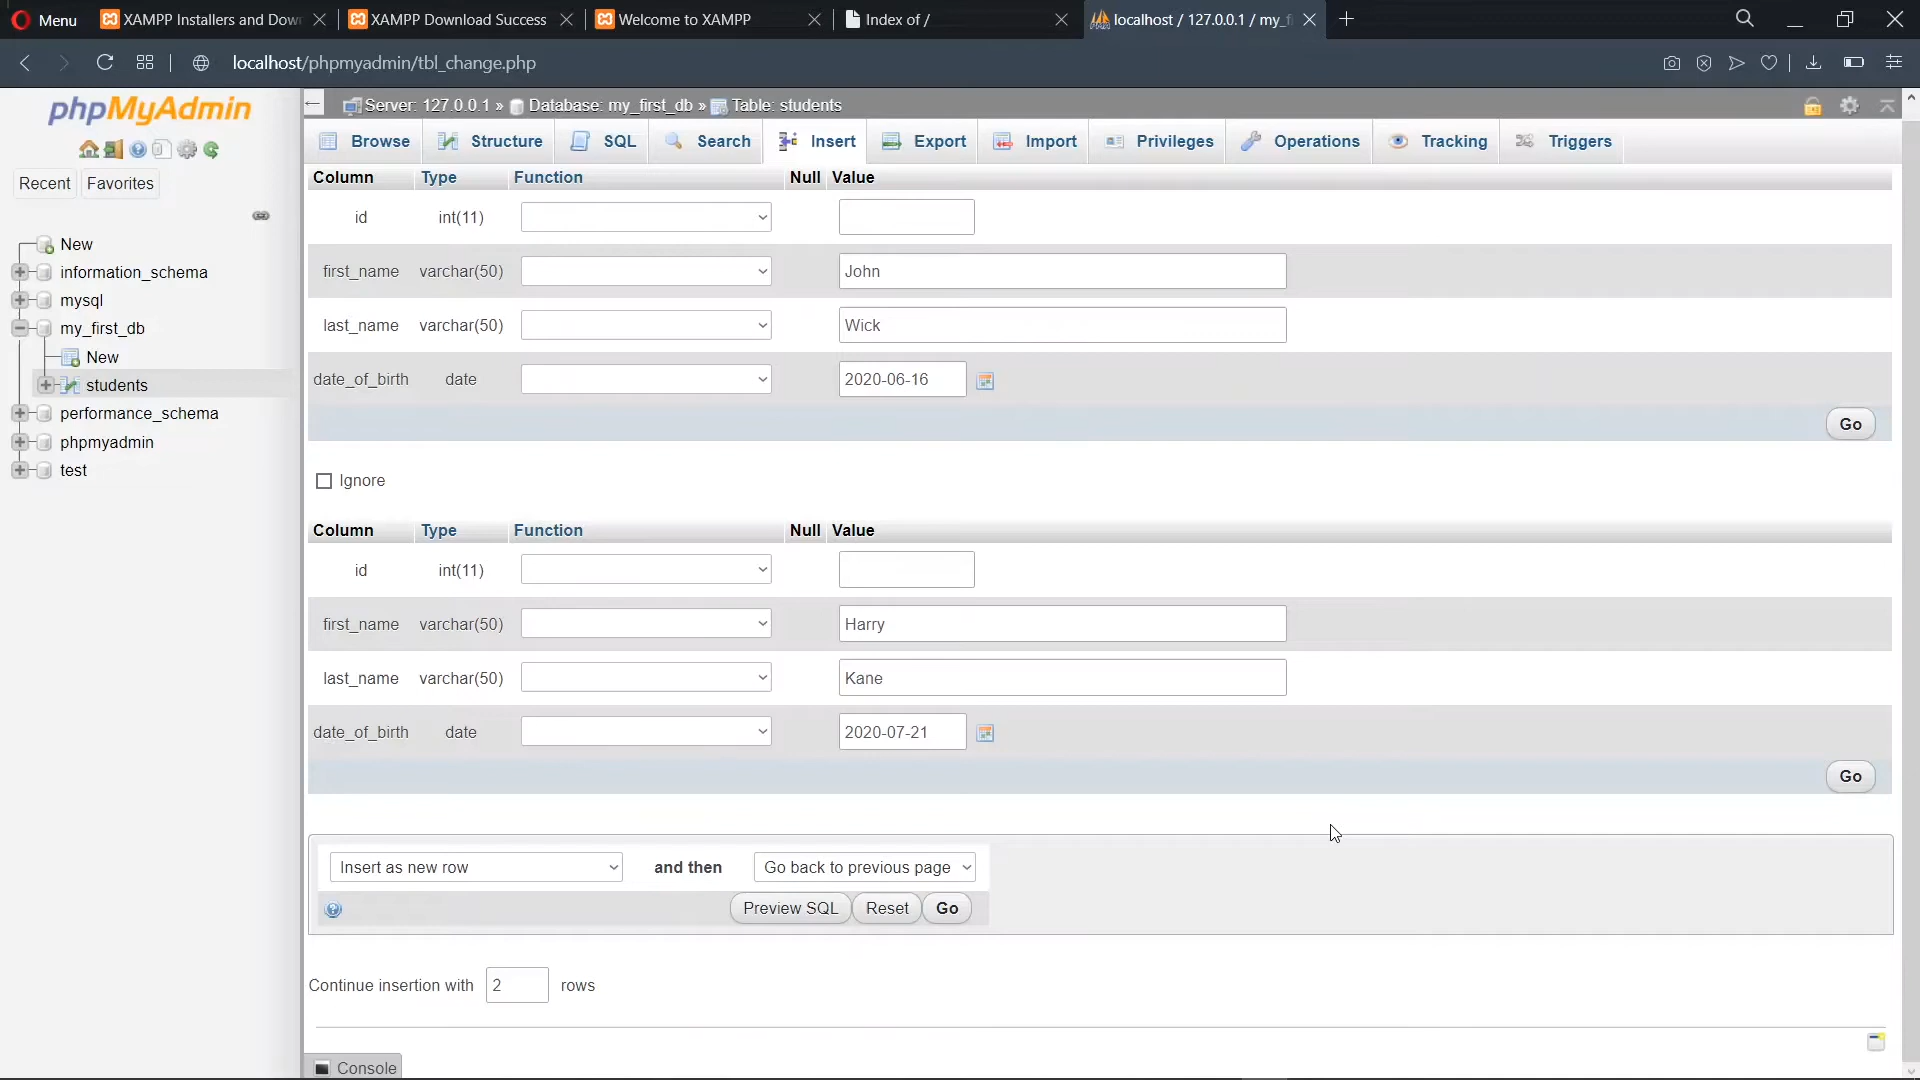 Menu XAMPP Installers and Down XAMPP Download Success Welcome to XAMPP Index of / localhost / 127.0.0.1 / my_f
localhost/phpmyadmin/tbl_change.php
phpMyAdmin
Recent Favorites
New
information_schema
mysql
my_first_db
New
students
performance_schema
phpmyadmin
test
Server: 127.0.0.1 » Database: my_first_db » Table: students
Browse Structure SQL Search Insert Export Import Privileges Operations Tracking Triggers
Column Type Function Null Value
id int(11)
first_name varchar(50) John
last_name varchar(50) Wick
date_of_birth date 2020-06-16
Go
Ignore
Column Type Function Null Value
id int(11)
first_name varchar(50) Harry
last_name varchar(50) Kane
date_of_birth date 2020-07-21
Go
Insert as new row and then Go back to previous page
Preview SQL Reset Go
Continue insertion with 2 rows
Console